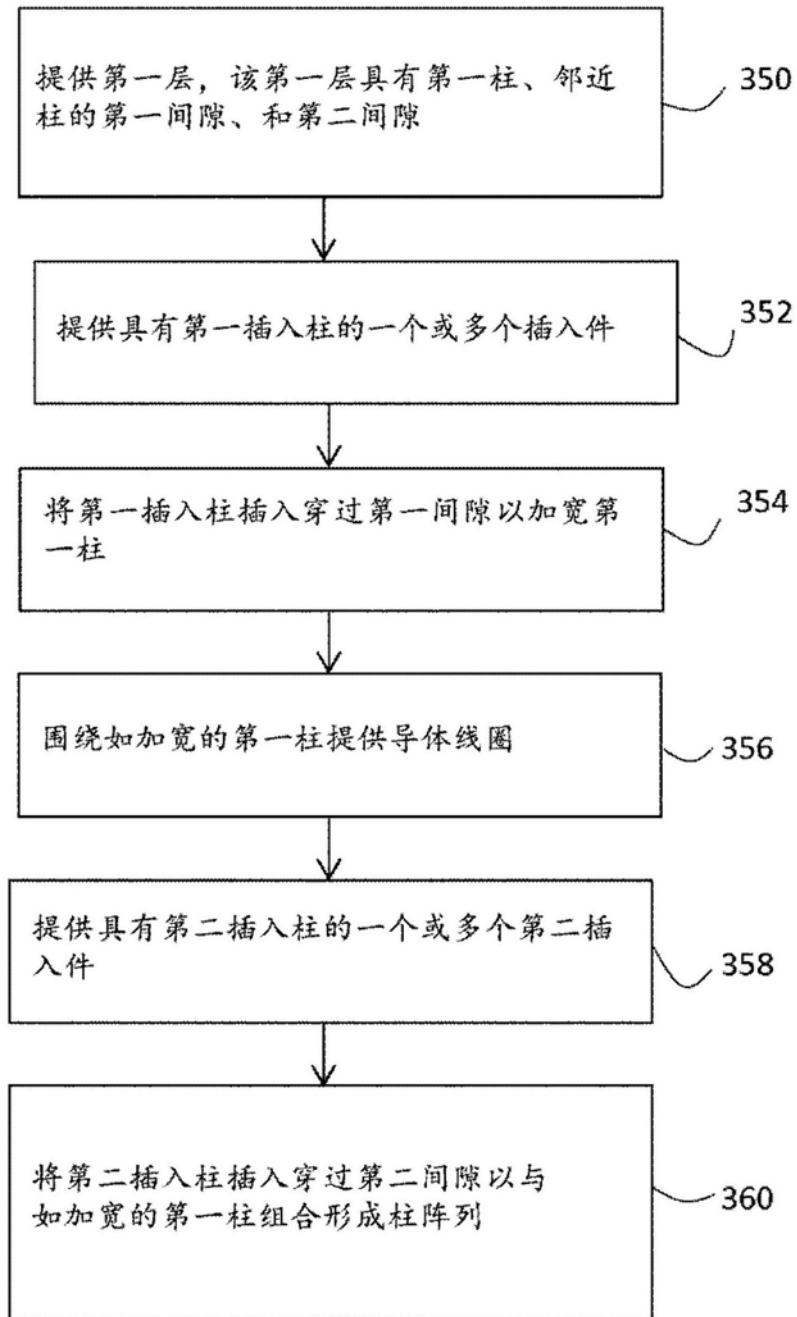 提供第一层，该第一层具有第一柱、邻近
柱的第一间隙、和第二间隙
350
提供具有第一插入柱的一个或多个插入件
352
将第一插入柱插入穿过第一间隙以加宽第
一柱
354
围绕如加宽的第一柱提供导体线圈
356
提供具有第二插入柱的一个或多个第二插
入件
358
将第二插入柱插入穿过第二间隙以与
如加宽的第一柱组合形成柱阵列
360